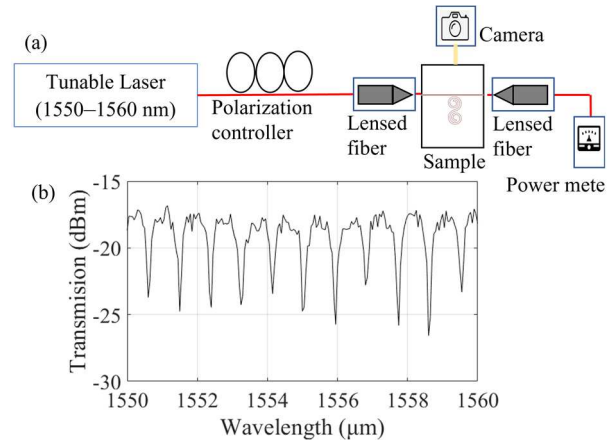 (a)
Camera
Tunable Laser
(1550–1560 nm)
Polarization
controller
Lensed
fiber
Sample
Lensed
fiber
Power mete
(b)
Transmision (dBm)
-15
-20
-25
-30
1550
1552
1554
1556
1558
1560
Wavelength (μm)